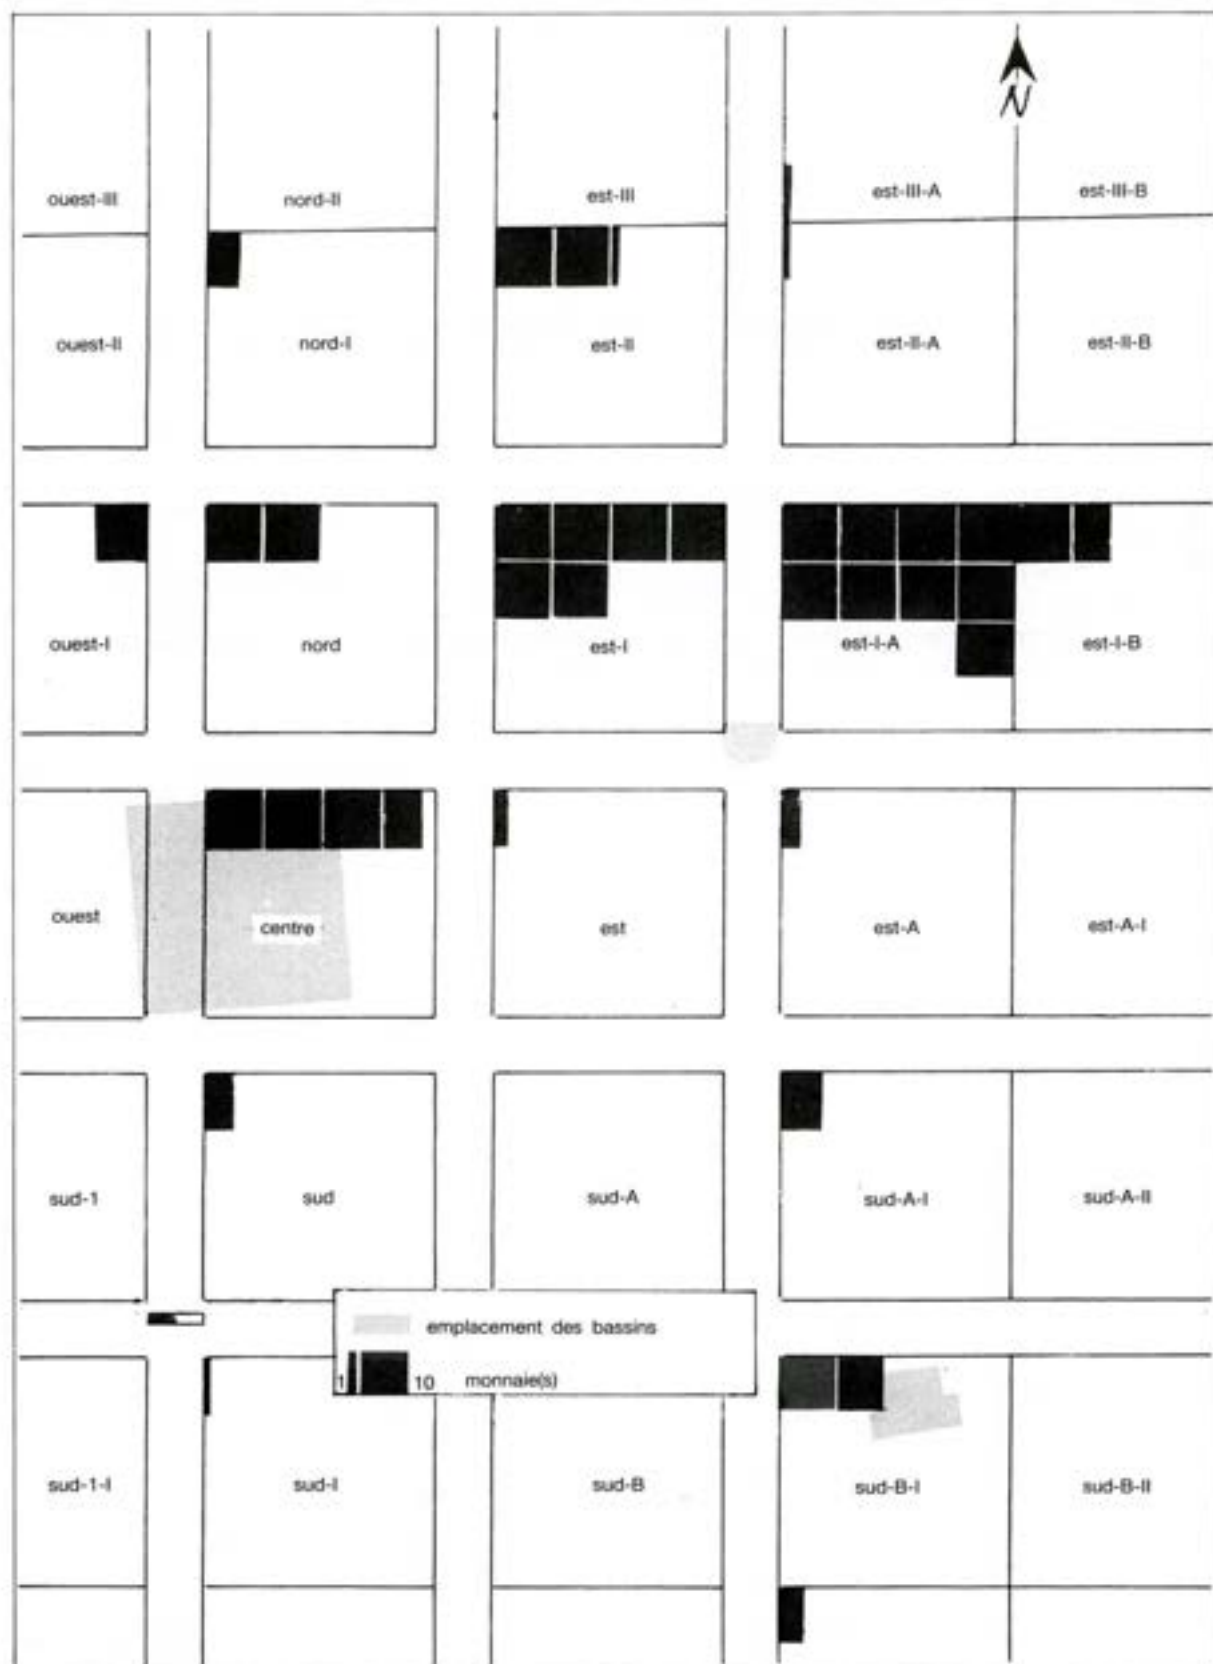 N
ouest-III nord-II est-III est-III-A est-III-B
ouest-II nord-I est-II est-II-A est-II-B
ouest-I nord est-I est-I-A est-I-B
ouest centre est est-A est-A-I
sud-1 sud sud-A sud-A-I sud-A-II
emplacement des bassins
1 10 monnaie(s)
sud-1-I sud-I sud-B sud-B-I sud-B-II